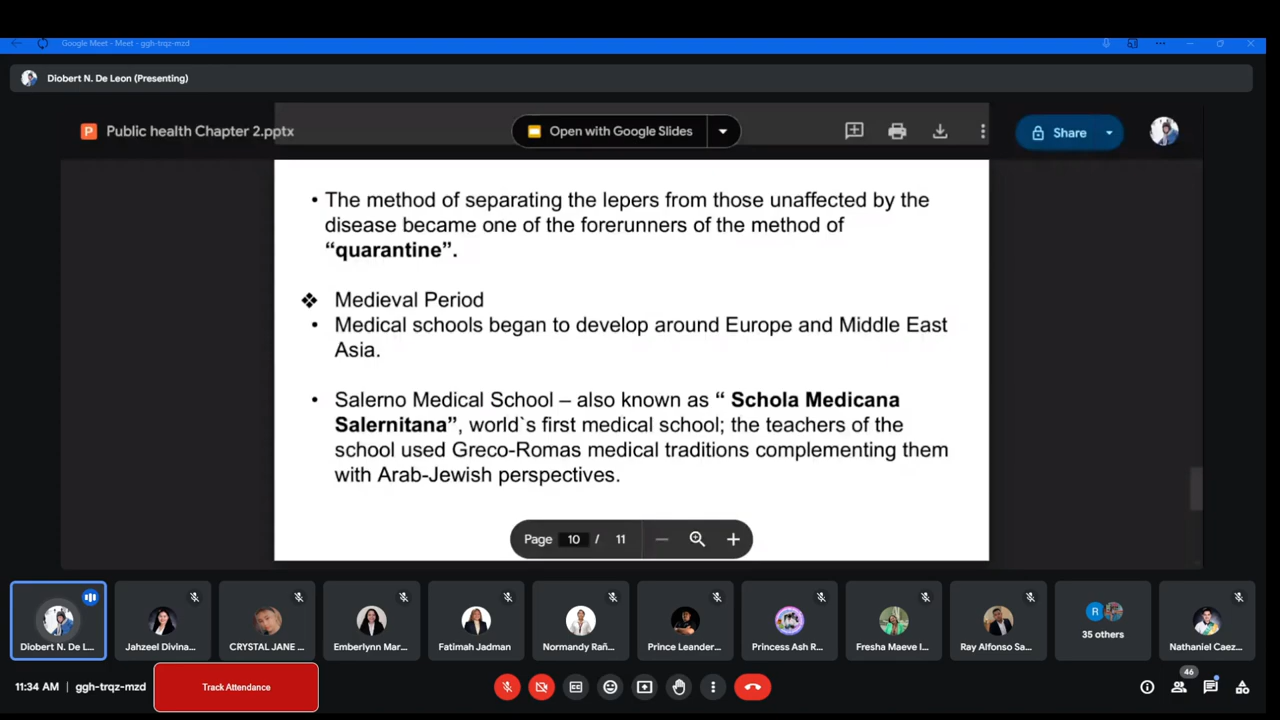 Google Meet - Meet - ggh-trqz-mzd
Diobert N. De Leon (Presenting)
P
Public health Chapter 2.pptx
Open with Google Slides
Share
• The method of separating the lepers from those unaffected by the
disease became one of the forerunners of the method of
“quarantine”.
❖ Medieval Period
• Medical schools began to develop around Europe and Middle East
Asia.
• Salerno Medical School – also known as “ Schola Medicana
Salernitana”, world`s first medical school; the teachers of the
school used Greco-Romas medical traditions complementing them
with Arab-Jewish perspectives.
Page 10 / 11
R
Diobert N. De L...
Jahzeel Divina...
CRYSTAL JANE ...
Emberlynn Mar...
Fatimah Jadman
Normandy Rañ...
Prince Leander...
Princess Ash R...
Fresha Maeve I...
Ray Alfonso Sa...
35 others
Nathaniel Caez...
11:34 AM | ggh-trqz-mzd
Track Attendance
46